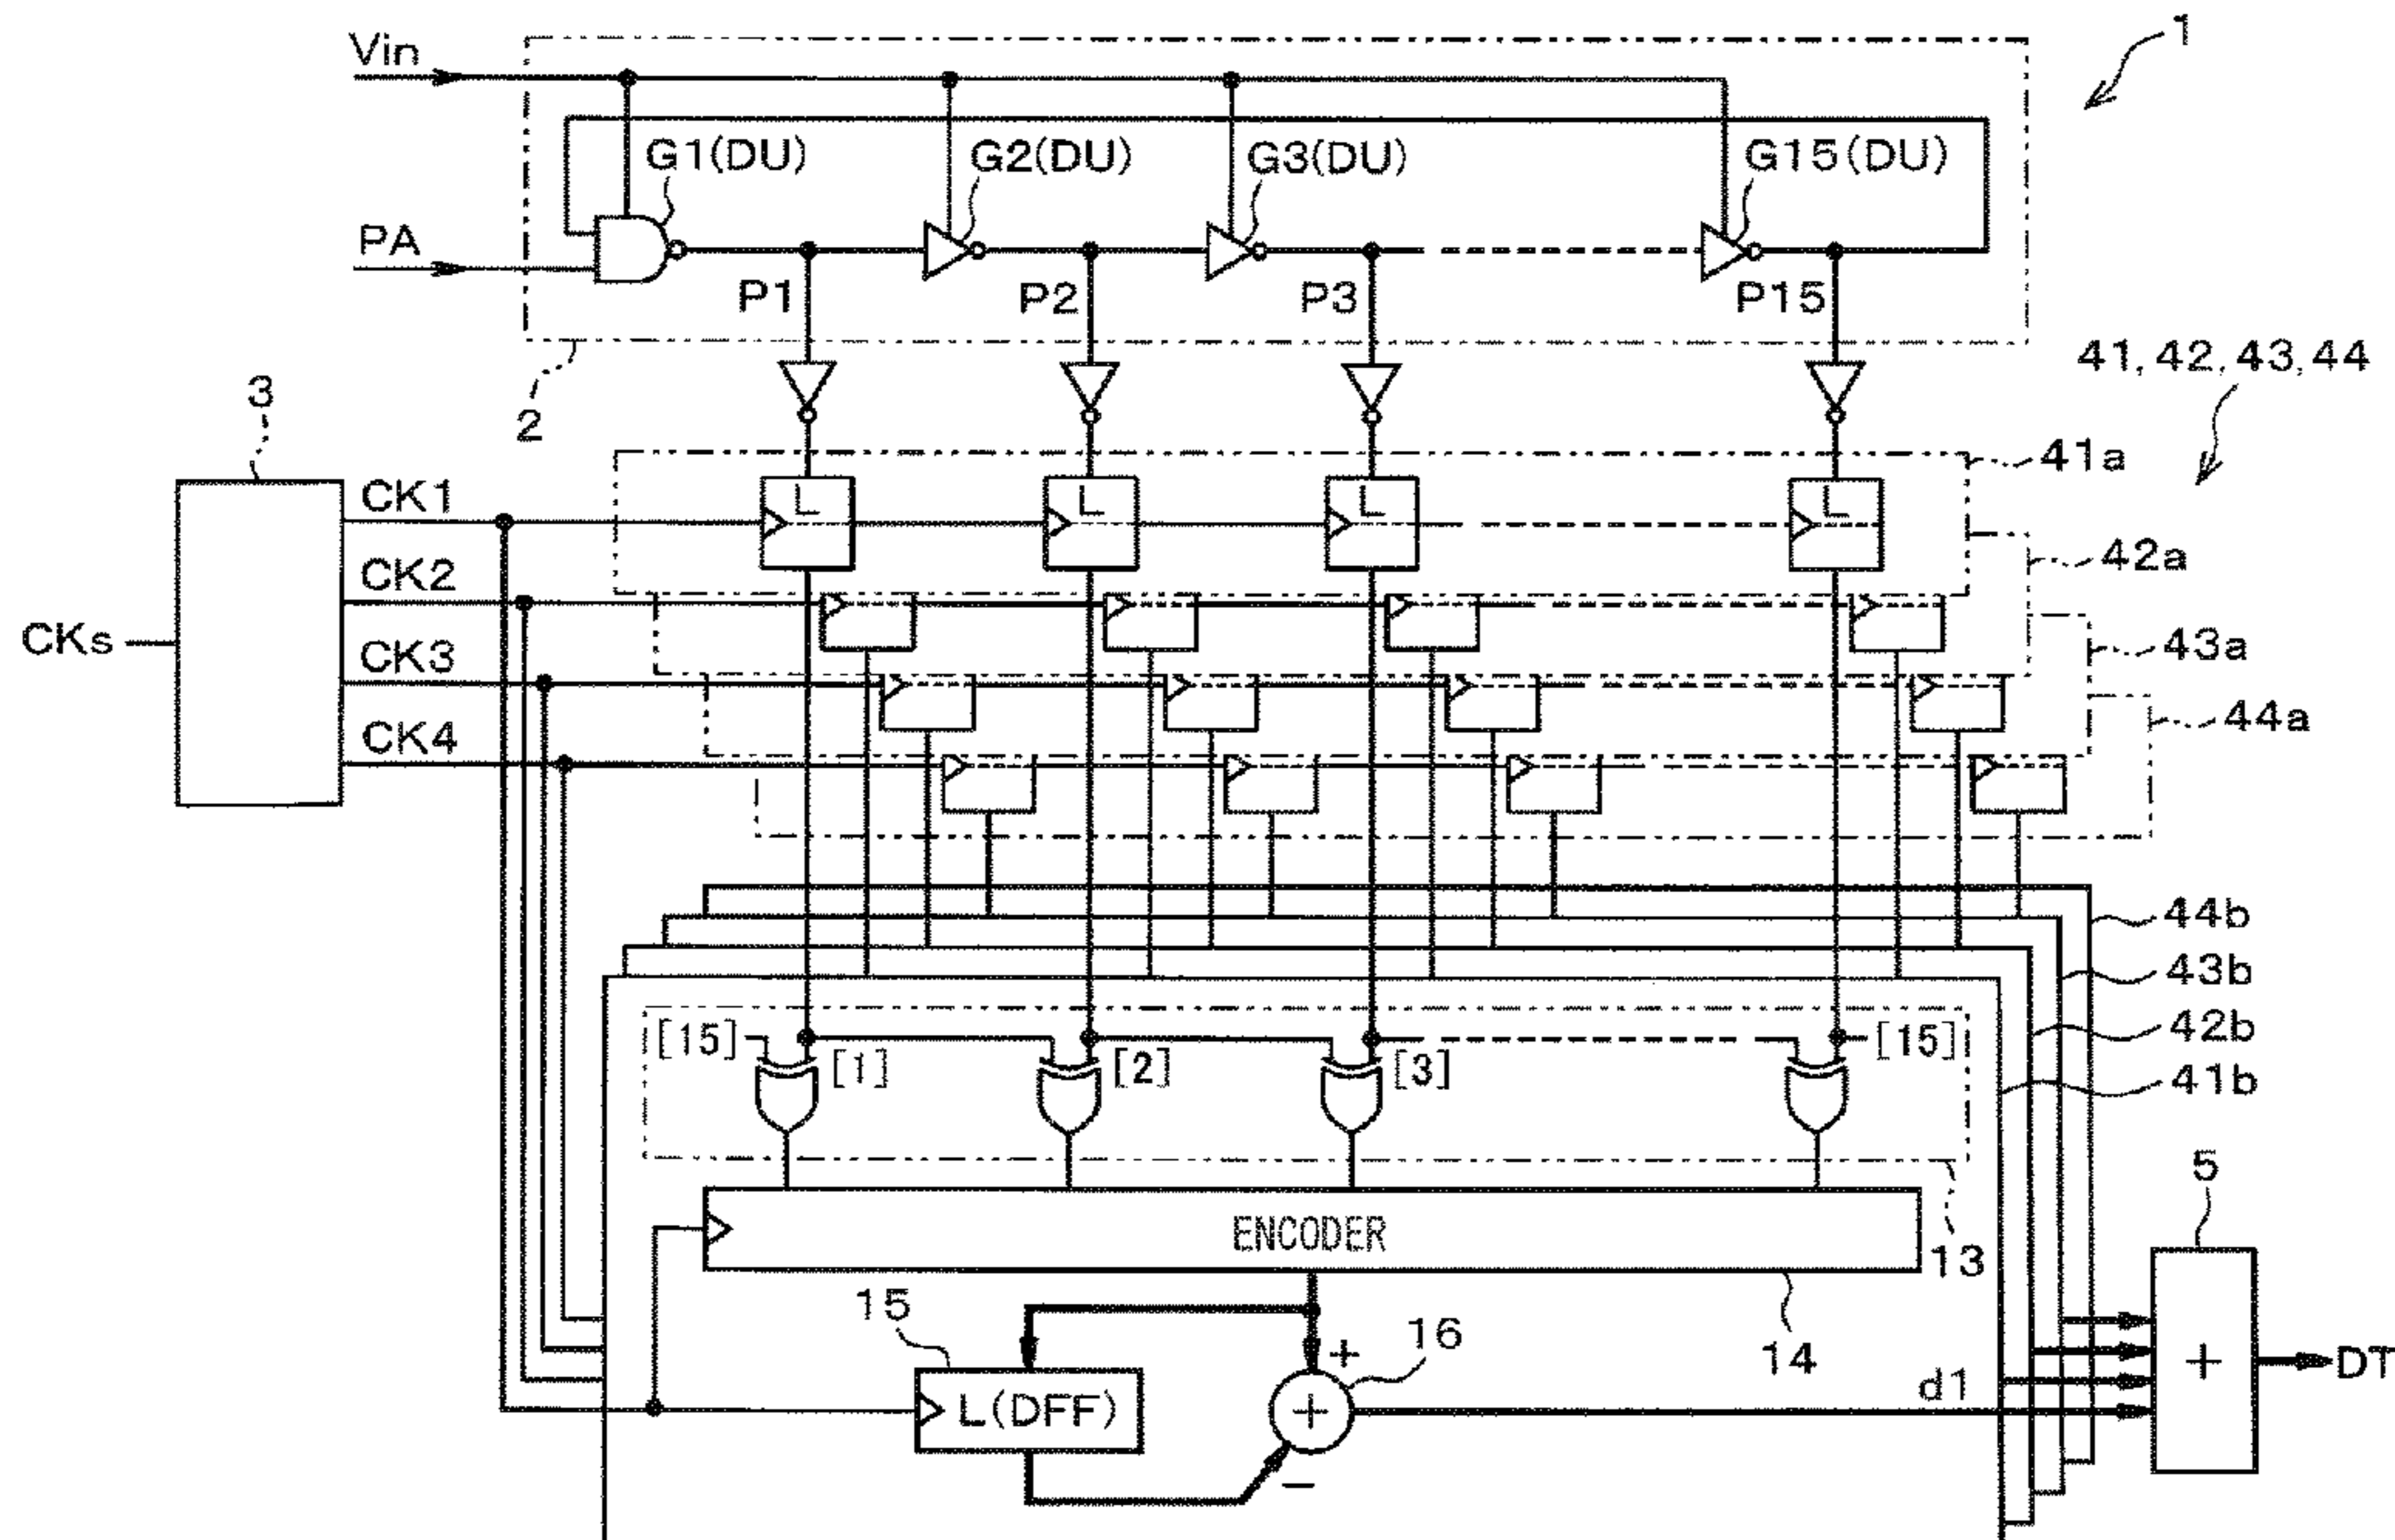 Vin
1
G1(DU)
G2(DU)
G3(DU)
G15(DU)
PA
P1
P2
P3
P15
2
41, 42, 43, 44
3
L
L
L
L
41a
CK1
CK2
42a
CKs
CK3
43a
CK4
44a
44b
43b
[15]
[1]
[2]
[3]
[15]
42b
41b
5
ENCODER
13
15
16
14
+
+
DT
L(DFF)
+
d1
−